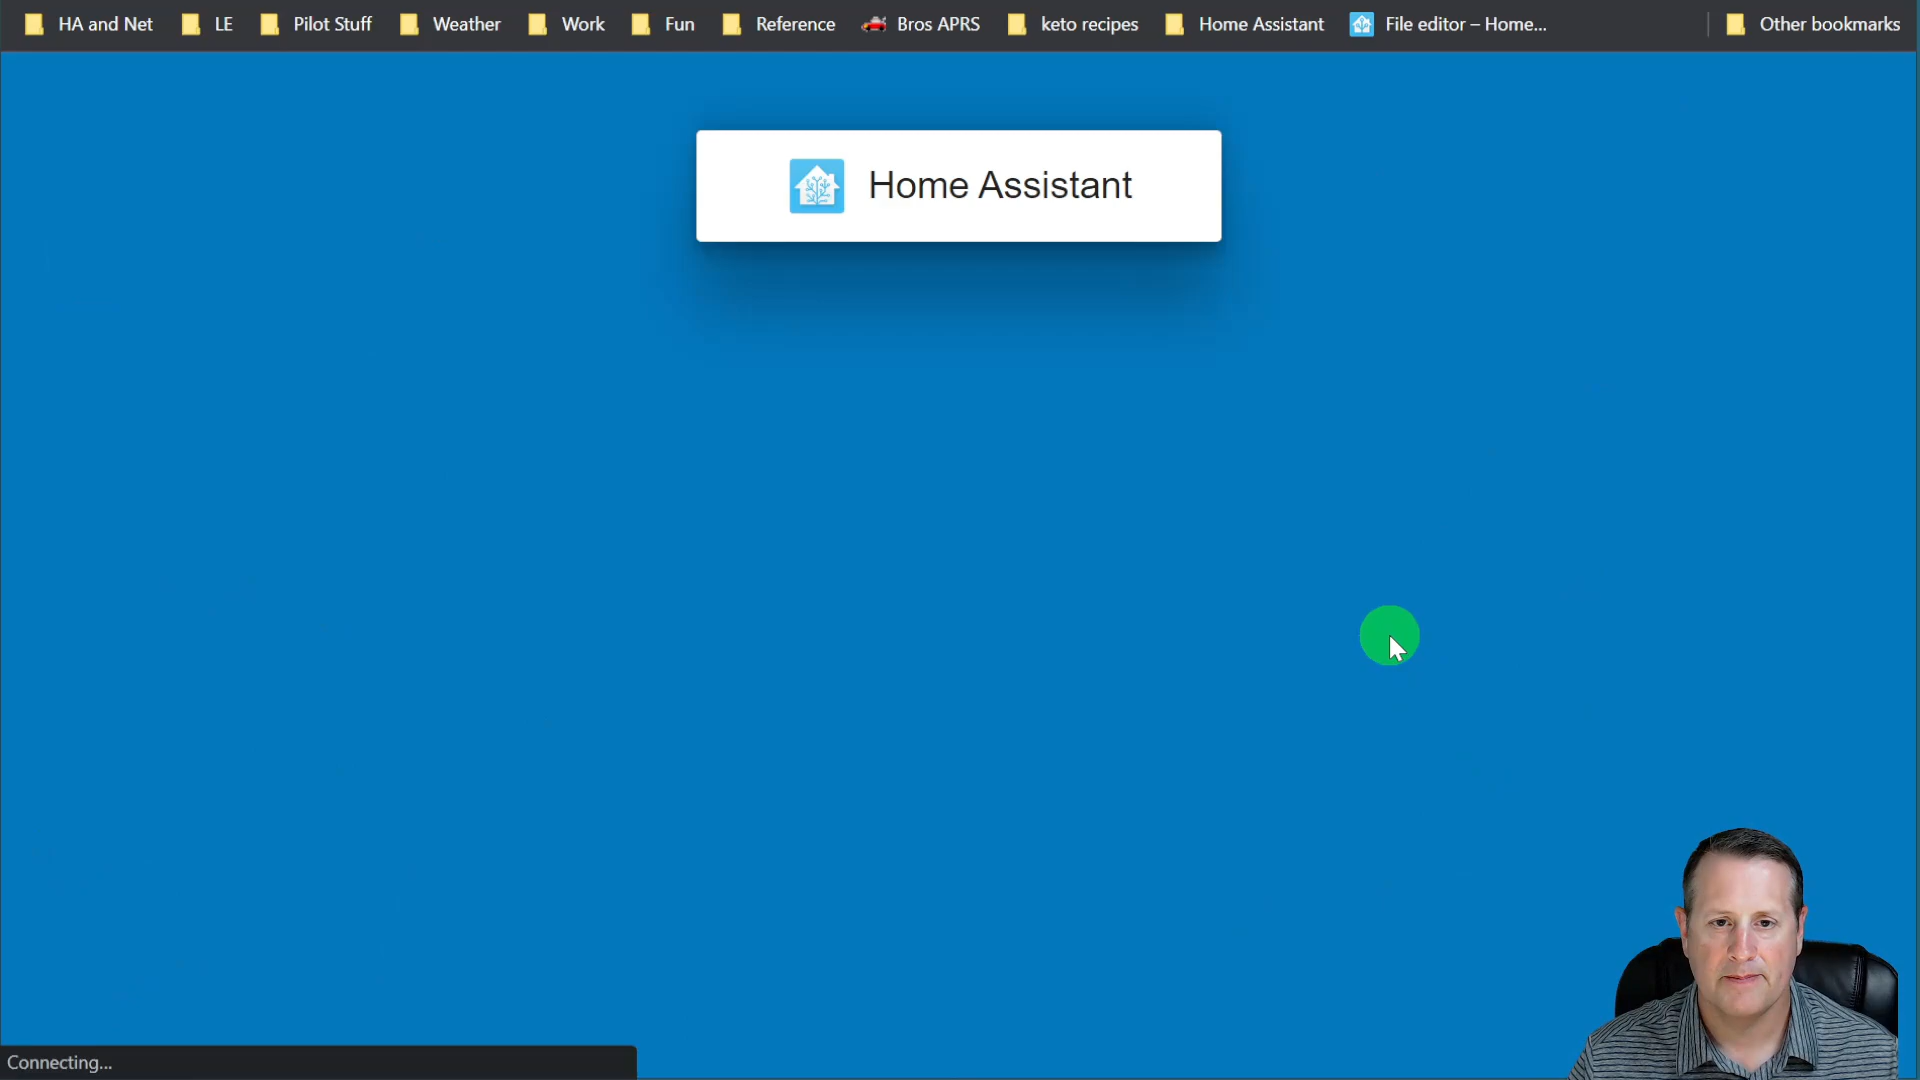 HA and Net LE Pilot Stuff Weather Work Fun Reference Bros APRS keto recipes Home Assistant File editor – Home... Other bookmarks
Home Assistant
Connecting...